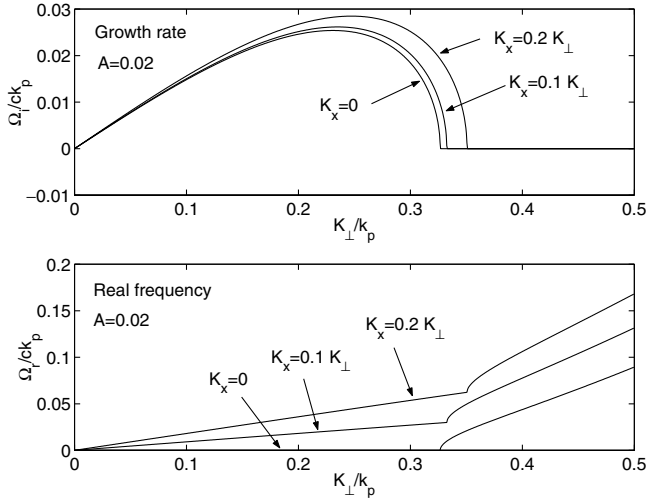 0.03
Growth rate
K_x=0.2 K_⊥
0.02
A=0.02
K_x=0.1 K_⊥
Ω_i/ck_p
0.01
K_x=0
0
−0.01
0 0.1 0.2 0.3 0.4 0.5
K_⊥/k_p
0.2
Real frequency
0.15
A=0.02
K_x=0.2 K_⊥
Ω_r/ck_p
0.1
K_x=0.1 K_⊥
K_x=0
0.05
0
0 0.1 0.2 0.3 0.4 0.5
K_⊥/k_p